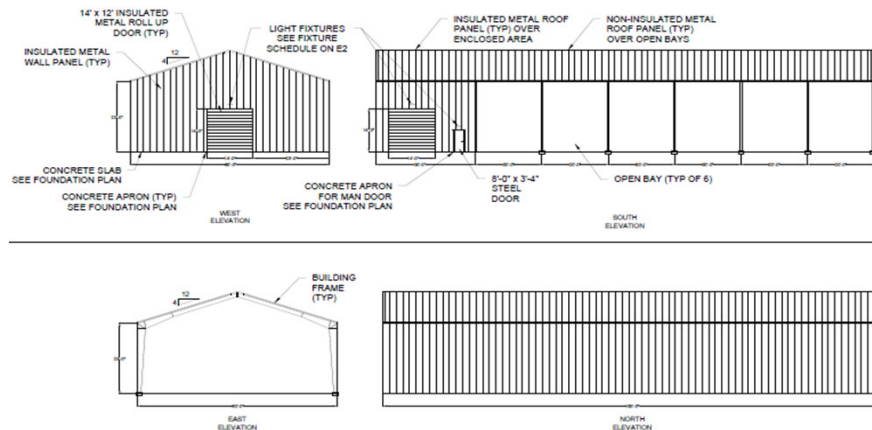 14' x 12' INSULATED
METAL ROLL UP
DOOR (TYP)
INSULATED METAL
WALL PANEL (TYP)
12
4
LIGHT FIXTURES
SEE FIXTURE
SCHEDULE ON E2
INSULATED METAL ROOF
PANEL (TYP) OVER
ENCLOSED AREA
NON-INSULATED METAL
ROOF PANEL (TYP)
OVER OPEN BAYS
CONCRETE SLAB
SEE FOUNDATION PLAN
CONCRETE APRON (TYP)
SEE FOUNDATION PLAN
WEST
ELEVATION
CONCRETE APRON
FOR MAN DOOR
SEE FOUNDATION PLAN
8'-0" x 3'-4"
STEEL
DOOR
OPEN BAY (TYP OF 6)
SOUTH
ELEVATION
12
4
BUILDING
FRAME
(TYP)
EAST
ELEVATION
NORTH
ELEVATION